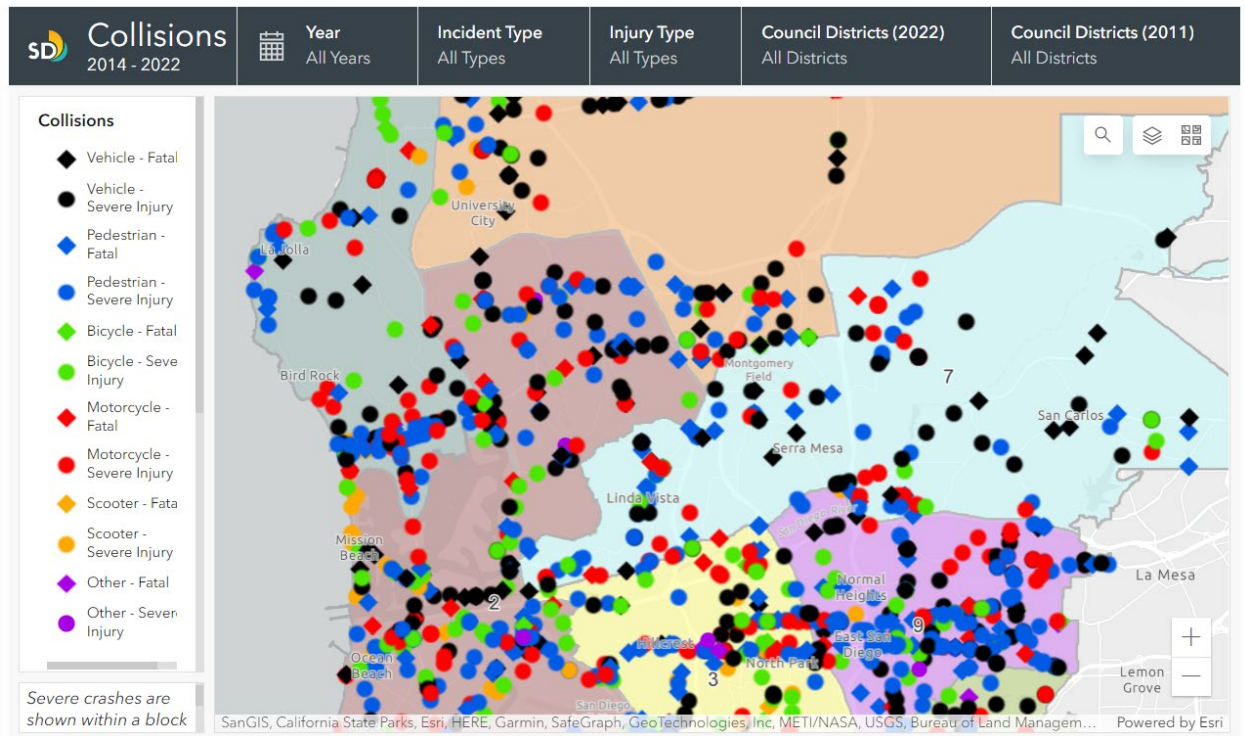 SD
Collisions
2014 - 2022
Year
All Years
Incident Type
All Types
Injury Type
All Types
Council Districts (2022)
All Districts
Council Districts (2011)
All Districts
Collisions
Vehicle - Fatal
Vehicle -
Severe Injury
Pedestrian -
Fatal
Pedestrian -
Severe Injury
Bicycle - Fatal
Bicycle - Seve
Injury
Motorcycle -
Fatal
Motorcycle -
Severe Injury
Scooter - Fata
Scooter -
Severe Injury
Other - Fatal
Other - Sever
Injury
Severe crashes are
shown within a block
University
City
La Jolla
Bird Rock
Montgomery
Field
7
San Carlos
Serra Mesa
Linda Vista
San Diego River
Mission
Beach
La Mesa
Normal
Heights
2
9
Hillcrest
East San
Diego
North Park
Ocean
Beach
3
Lemon
Grove
San Diego
+
−
SanGIS, California State Parks, Esri, HERE, Garmin, SafeGraph, GeoTechnologies, Inc, METI/NASA, USGS, Bureau of Land Managem...
Powered by Esri